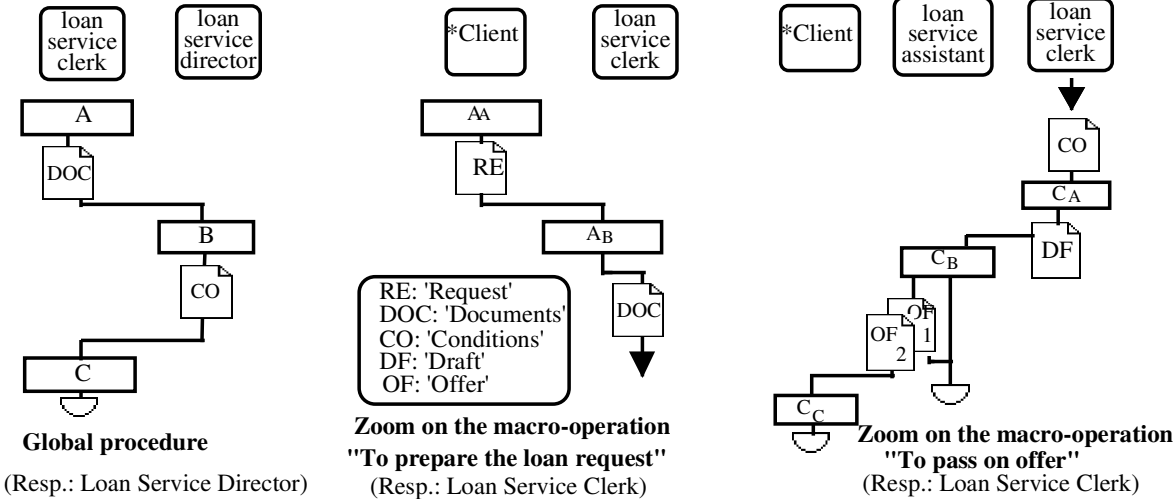 loan
service
clerk
loan
service
director
A
DOC
B
CO
C
Global procedure
(Resp.: Loan Service Director)
*Client
loan
service
clerk
AA
RE
AB
DOC
RE: 'Request'
DOC: 'Documents'
CO: 'Conditions'
DF: 'Draft'
OF: 'Offer'
Zoom on the macro-operation
"To prepare the loan request"
(Resp.: Loan Service Clerk)
*Client
loan
service
assistant
loan
service
clerk
CO
CA
DF
CB
OF
1
OF
2
CC
Zoom on the macro-operation
"To pass on offer"
(Resp.: Loan Service Clerk)